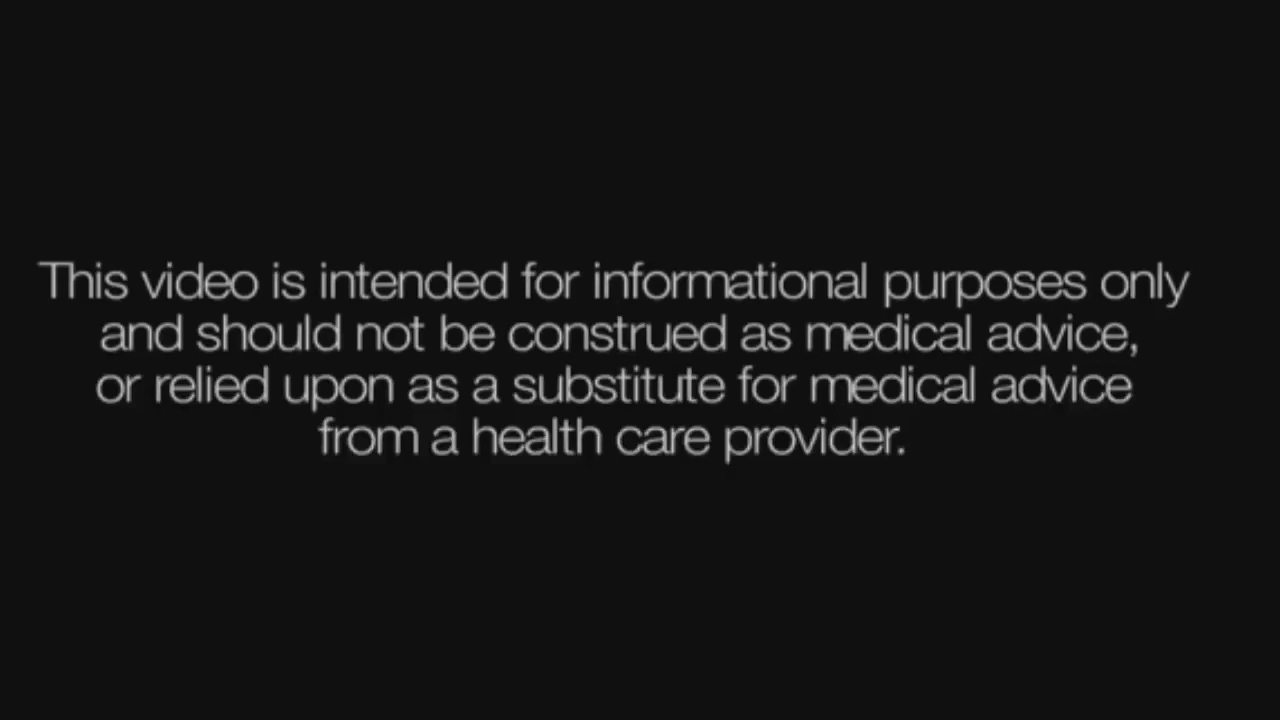 This video is intended for informational purposes only
and should not be construed as medical advice,
or relied upon as a substitute for medical advice
from a health care provider.